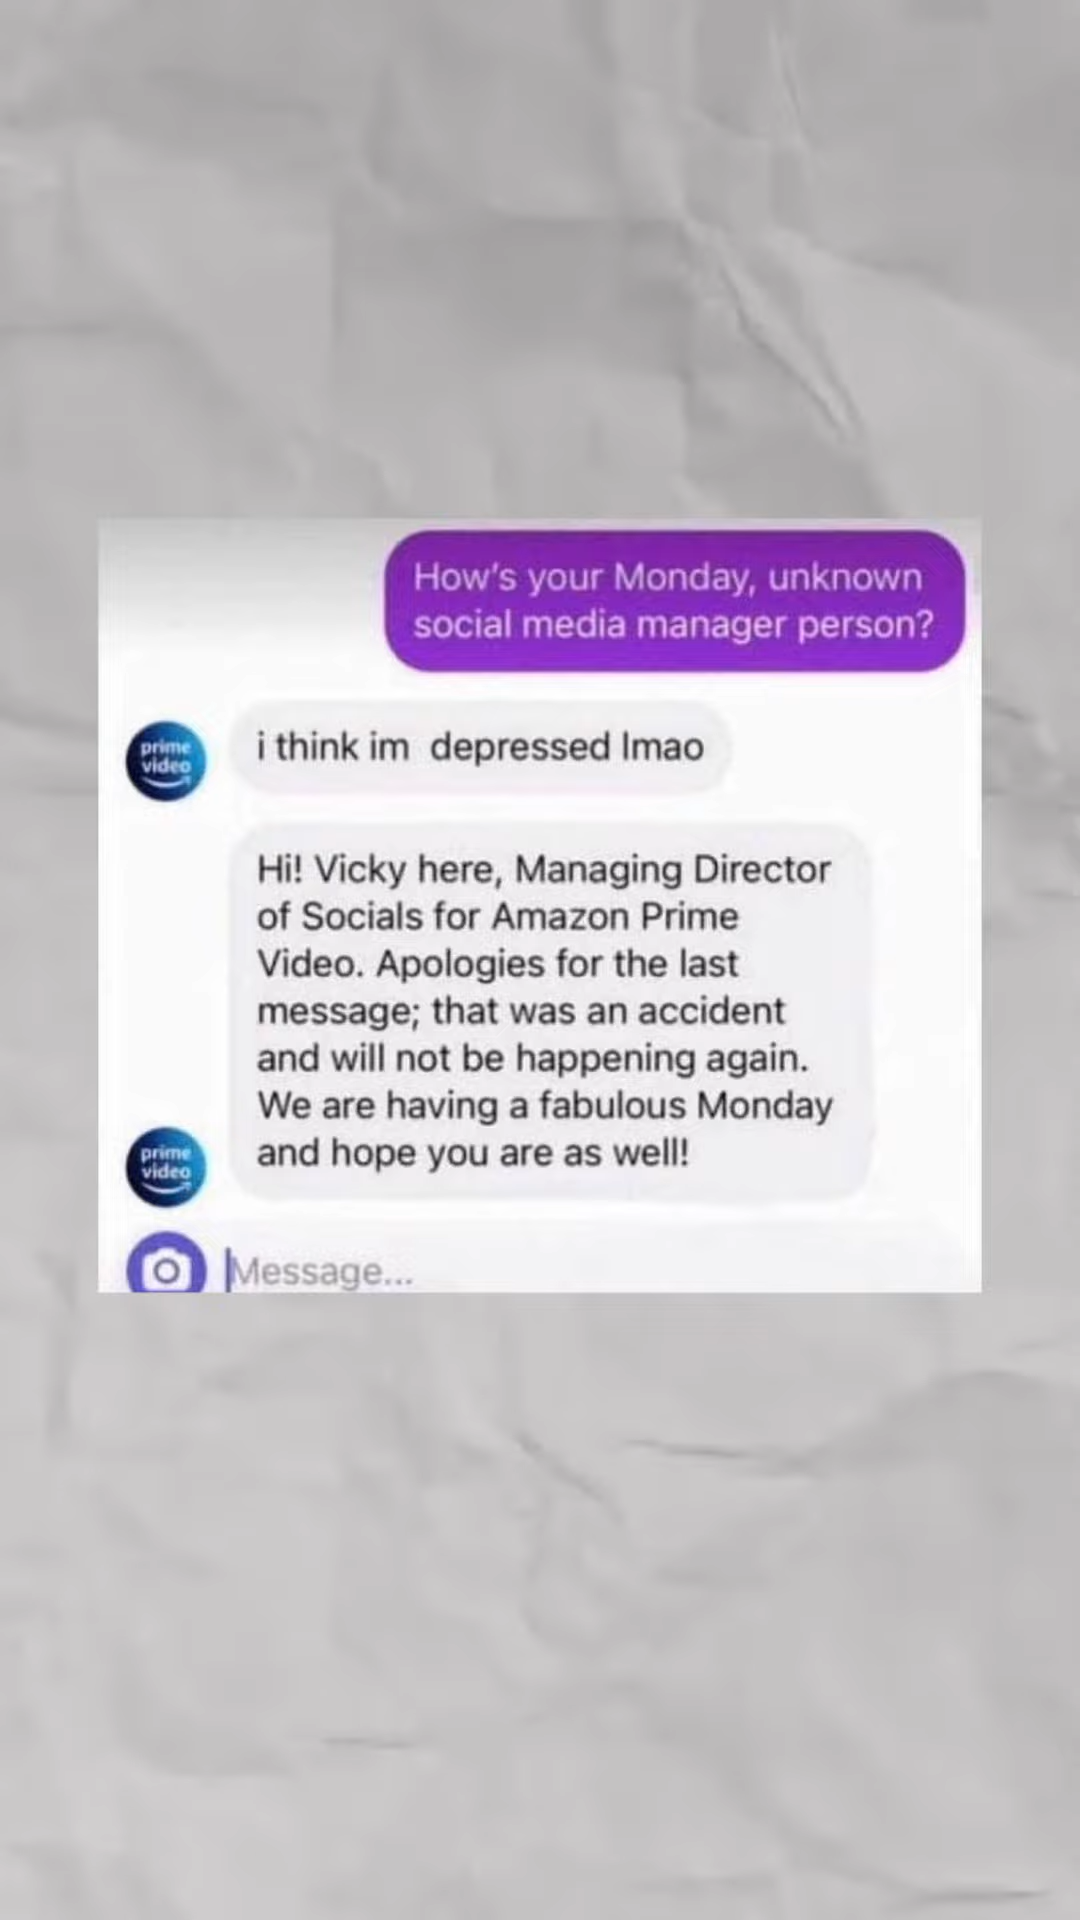 How's your Monday, unknown
social media manager person?
prime
video
i think im  depressed lmao
Hi! Vicky here, Managing Director
of Socials for Amazon Prime
Video. Apologies for the last
message; that was an accident
and will not be happening again.
We are having a fabulous Monday
and hope you are as well!
prime
video
Message...